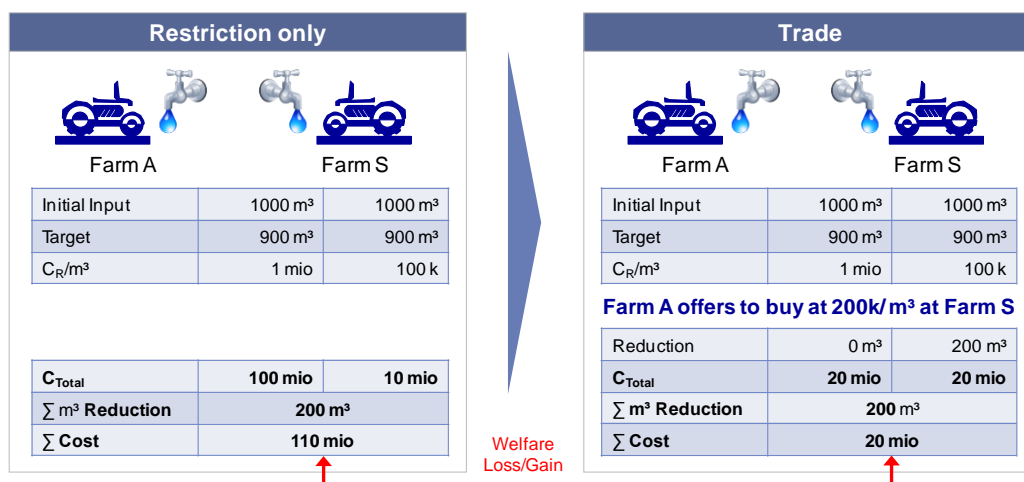 Restriction only
Farm A Farm S
Initial Input 1000 m³ 1000 m³
Target 900 m³ 900 m³
C_R/m³ 1 mio 100 k
C_Total 100 mio 10 mio
∑ m³ Reduction 200 m³
∑ Cost 110 mio
Welfare
Loss/Gain
Trade
Farm A Farm S
Initial Input 1000 m³ 1000 m³
Target 900 m³ 900 m³
C_R/m³ 1 mio 100 k
Farm A offers to buy at 200k/ m³ at Farm S
Reduction 0 m³ 200 m³
C_Total 20 mio 20 mio
∑ m³ Reduction 200 m³
∑ Cost 20 mio